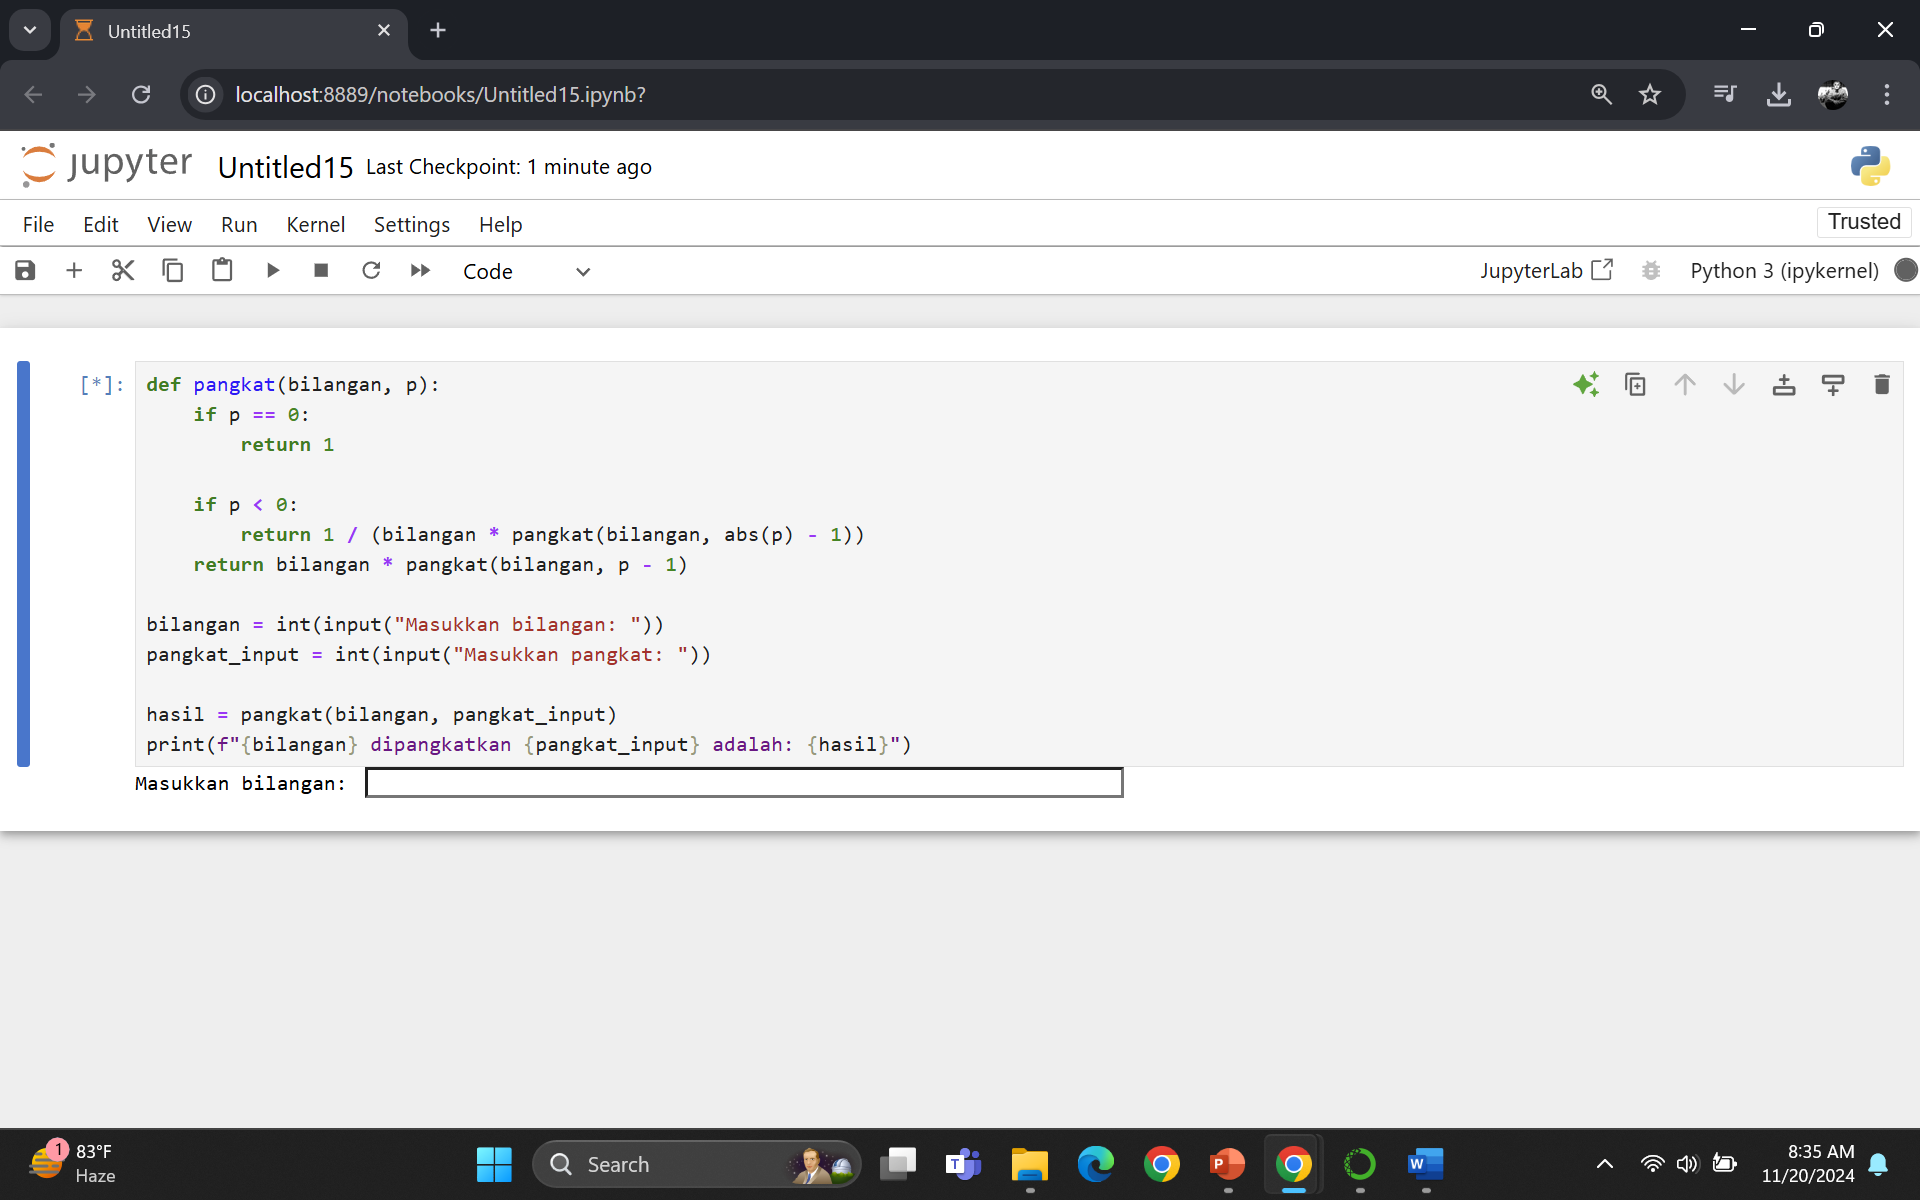 Untitled15
localhost:8889/notebooks/Untitled15.ipynb?
jupyter Untitled15 Last Checkpoint: 1 minute ago
File Edit View Run Kernel Settings Help Trusted
Code JupyterLab Python 3 (ipykernel)
[*]: def pangkat(bilangan, p):
    if p == 0:
        return 1
    if p < 0:
        return 1 / (bilangan * pangkat(bilangan, abs(p) - 1))
    return bilangan * pangkat(bilangan, p - 1)
bilangan = int(input("Masukkan bilangan: "))
pangkat_input = int(input("Masukkan pangkat: "))
hasil = pangkat(bilangan, pangkat_input)
print(f"{bilangan} dipangkatkan {pangkat_input} adalah: {hasil}")
Masukkan bilangan:
1 83°F
Haze
Search
T
P
W
8:35 AM
11/20/2024